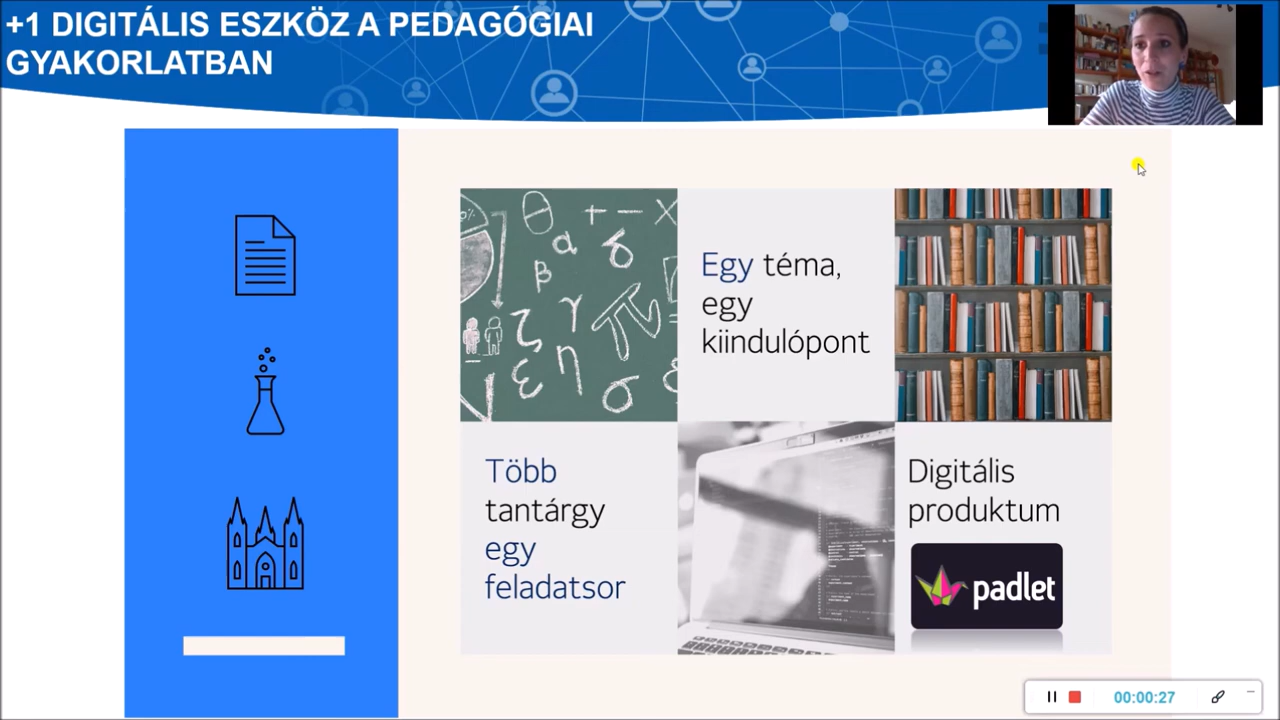 +1 DIGITÁLIS ESZKÖZ A PEDAGÓGIAI
GYAKORLATBAN
θ + − X
α δ
β
ζ γ π
ε η σ
Egy téma,
egy
kiindulópont
Több
tantárgy
egy
feladatsor
Digitális
produktum
padlet
00:00:27